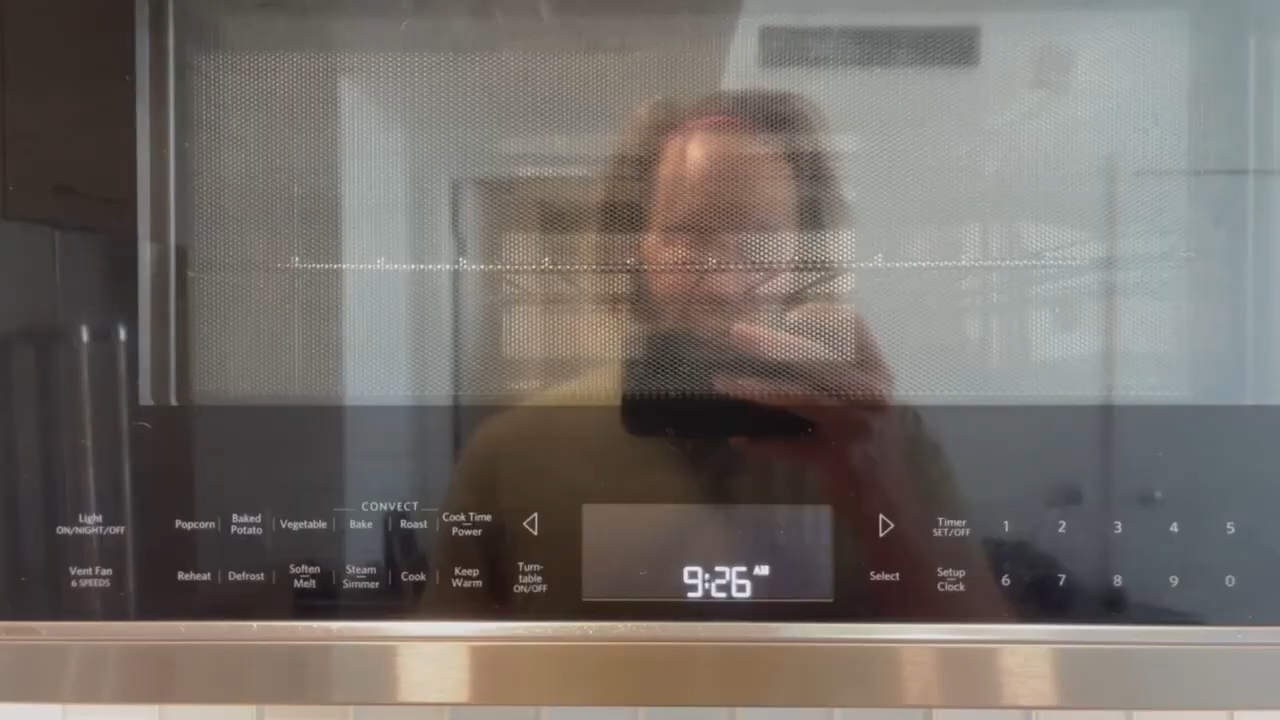 CONVECT
Light
ON/NIGHT/OFF
Popcorn
Baked
Potato
Vegetable
Bake
Roast
Cook Time
Power
Timer
SET/OFF
1 2 3 4 5
Vent Fan
6 SPEEDS
Reheat
Defrost
Soften
Melt
Steam
Simmer
Cook
Keep
Warm
Turn-
table
ON/OFF
9:26 AM
Select
Setup
Clock
6 7 8 9 0